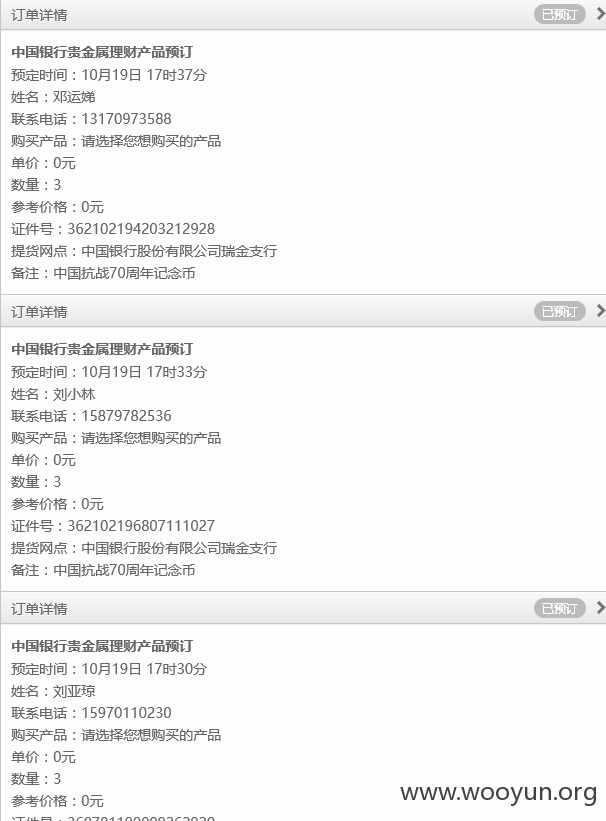 订单详情 已预订
中国银行贵金属理财产品预订
预定时间：10月19日 17时37分
姓名：邓运娣
联系电话：13170973588
购买产品：请选择您想购买的产品
单价：0元
数量：3
参考价格：0元
证件号：362102194203212928
提货网点：中国银行股份有限公司瑞金支行
备注：中国抗战70周年记念币
订单详情 已预订
中国银行贵金属理财产品预订
预定时间：10月19日 17时33分
姓名：刘小林
联系电话：15879782536
购买产品：请选择您想购买的产品
单价：0元
数量：3
参考价格：0元
证件号：362102196807111027
提货网点：中国银行股份有限公司瑞金支行
备注：中国抗战70周年记念币
订单详情 已预订
中国银行贵金属理财产品预订
预定时间：10月19日 17时30分
姓名：刘亚琼
联系电话：15970110230
购买产品：请选择您想购买的产品
单价：0元
数量：3
参考价格：0元
www.wooyun.org